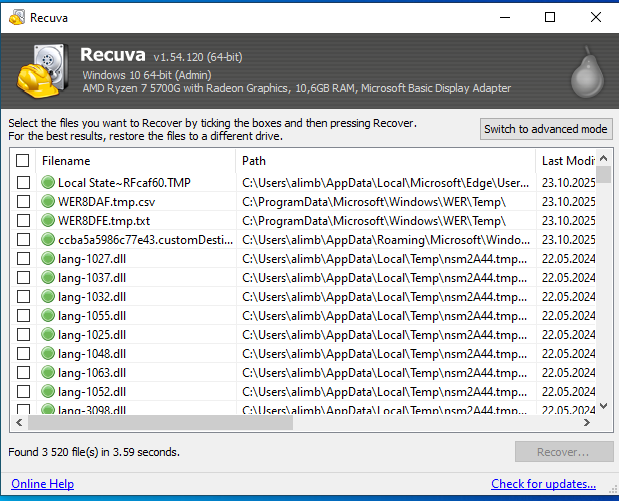 Recuva
Recuva v1.54.120 (64-bit)
Windows 10 64-bit (Admin)
AMD Ryzen 7 5700G with Radeon Graphics, 10,6GB RAM, Microsoft Basic Display Adapter
Select the files you want to Recover by ticking the boxes and then pressing Recover.
For the best results, restore the files to a different drive.
Switch to advanced mode
Filename Path Last Modi
Local State~RFcaf60.TMP C:\Users\alimb\AppData\Local\Microsoft\Edge\User... 23.10.2025
WER8DAF.tmp.csv C:\ProgramData\Microsoft\Windows\WER\Temp\ 23.10.2025
WER8DFE.tmp.txt C:\ProgramData\Microsoft\Windows\WER\Temp\ 23.10.2025
ccba5a5986c77e43.customDesti... C:\Users\alimb\AppData\Roaming\Microsoft\Windo... 23.10.2025
lang-1027.dll C:\Users\alimb\AppData\Local\Temp\nsm2A44.tmp... 22.05.2024
lang-1037.dll C:\Users\alimb\AppData\Local\Temp\nsm2A44.tmp... 22.05.2024
lang-1032.dll C:\Users\alimb\AppData\Local\Temp\nsm2A44.tmp... 22.05.2024
lang-1055.dll C:\Users\alimb\AppData\Local\Temp\nsm2A44.tmp... 22.05.2024
lang-1025.dll C:\Users\alimb\AppData\Local\Temp\nsm2A44.tmp... 22.05.2024
lang-1048.dll C:\Users\alimb\AppData\Local\Temp\nsm2A44.tmp... 22.05.2024
lang-1063.dll C:\Users\alimb\AppData\Local\Temp\nsm2A44.tmp... 22.05.2024
lang-1052.dll C:\Users\alimb\AppData\Local\Temp\nsm2A44.tmp... 22.05.2024
lang-3098.dll C:\Users\alimb\AppData\Local\Temp\nsm2A44.tmp... 22.05.2024
Found 3 520 file(s) in 3.59 seconds.
Recover...
Online Help
Check for updates...